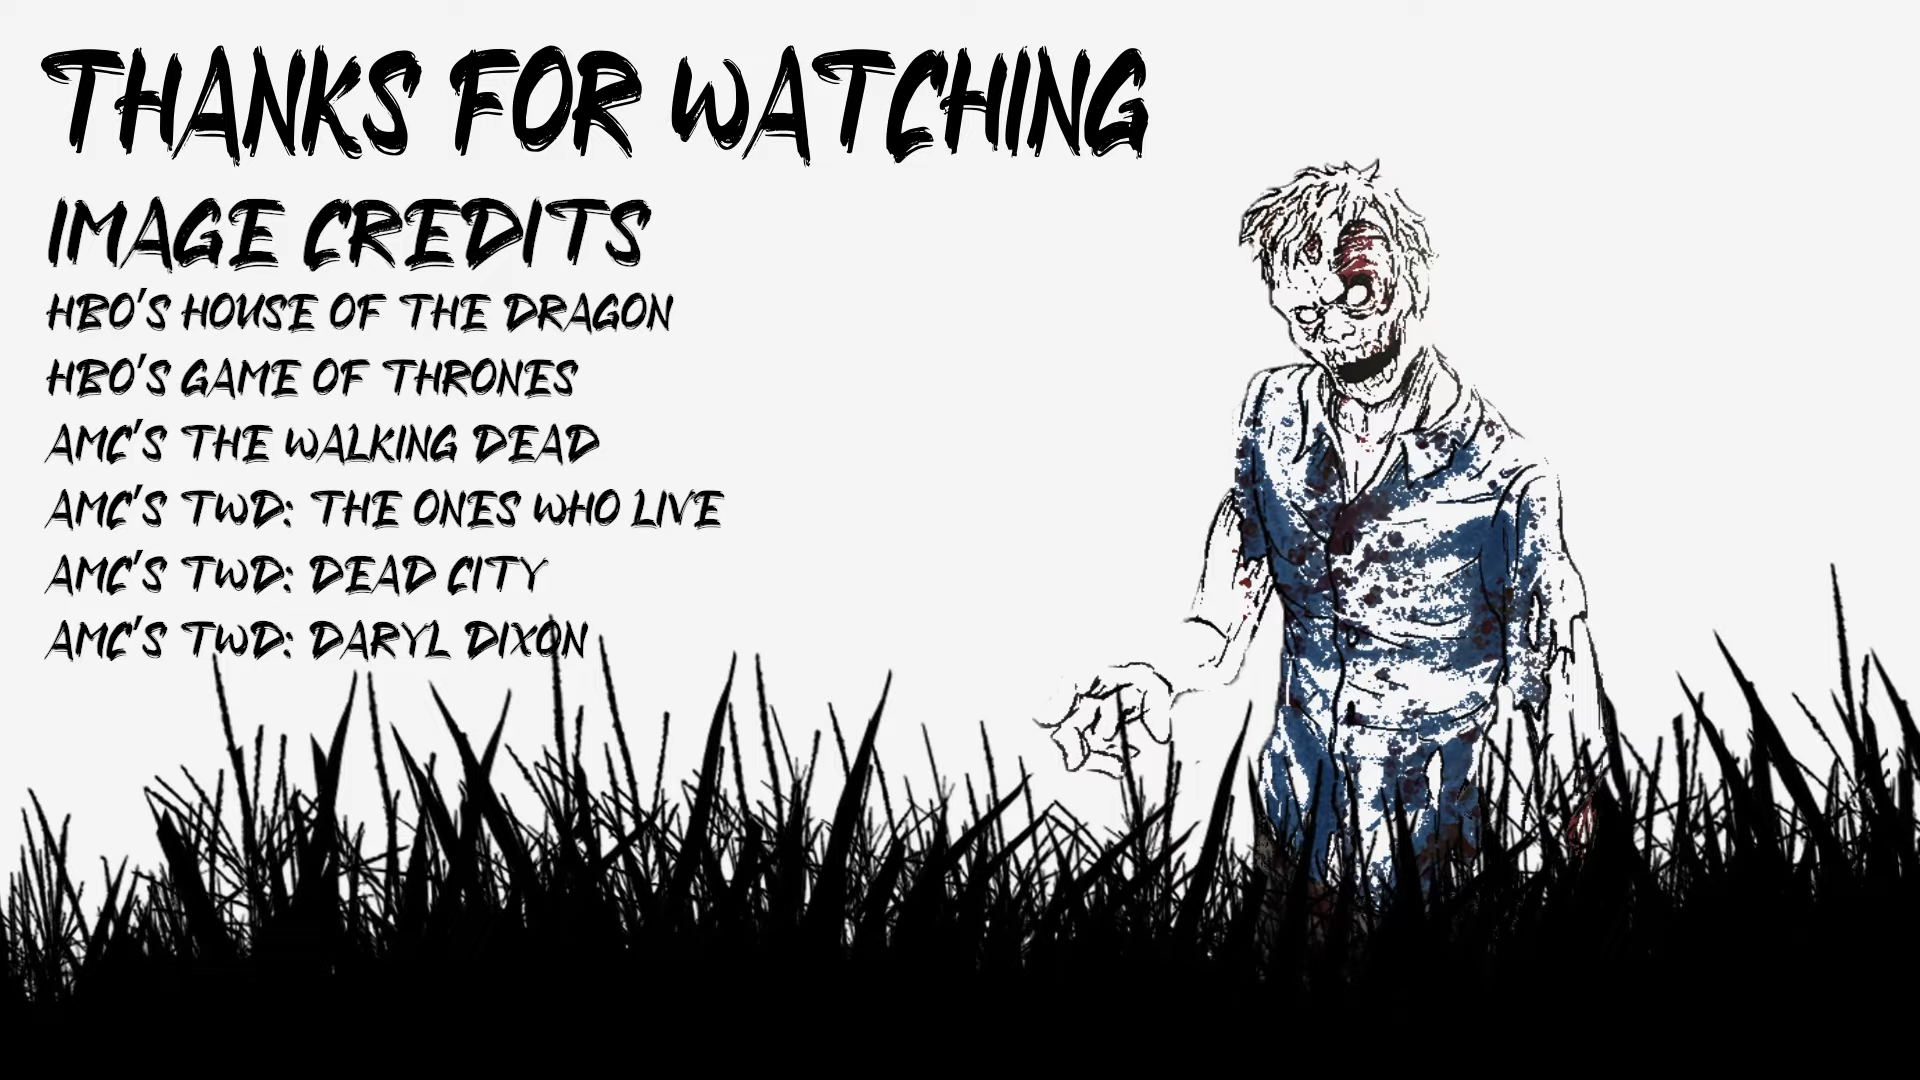 THANKS FOR WATCHING
IMAGE CREDITS
HBO'S HOUSE OF THE DRAGON
HBO'S GAME OF THRONES
AMC'S THE WALKING DEAD
AMC'S TWD: THE ONES WHO LIVE
AMC'S TWD: DEAD CITY
AMC'S TWD: DARYL DIXON